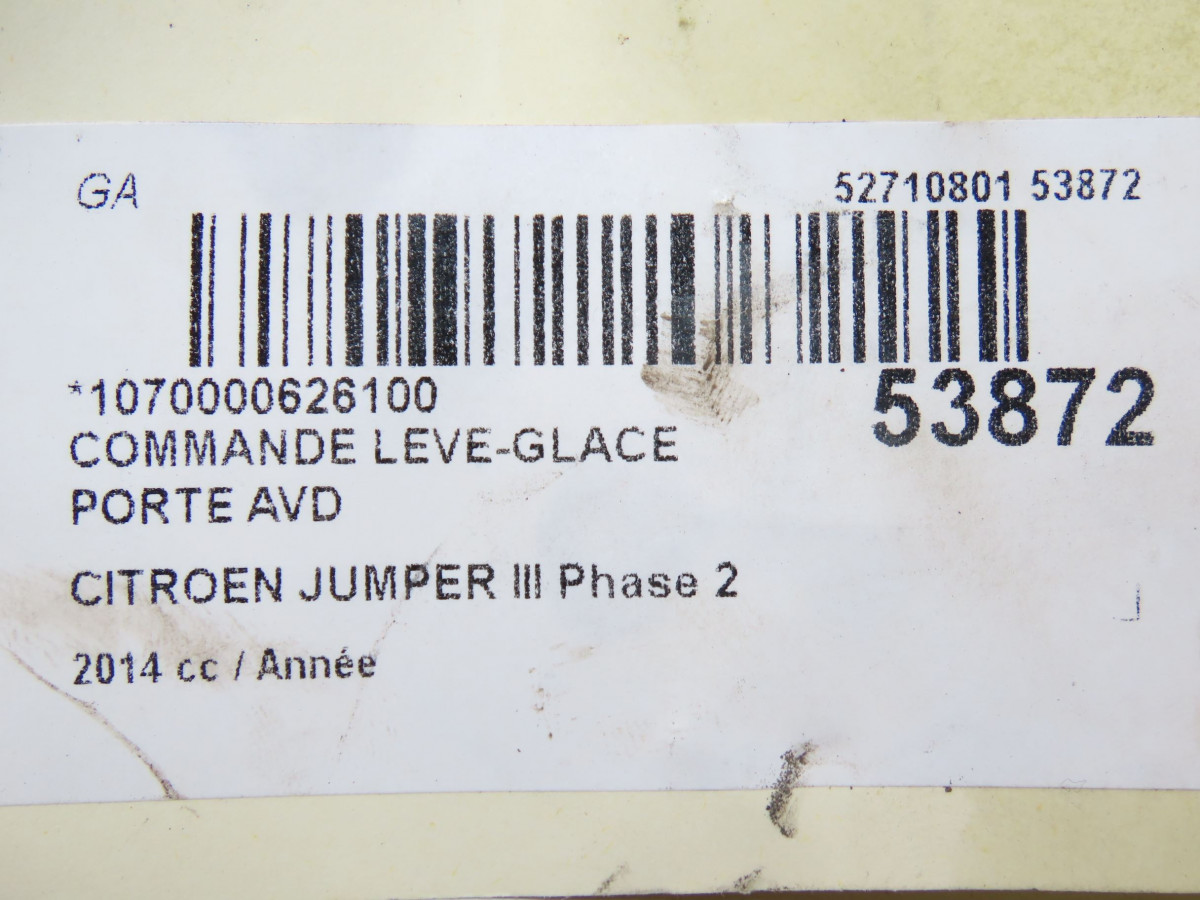 GA 52710801 53872
*1070000626100 53872
COMMANDE LEVE-GLACE
PORTE AVD
CITROEN JUMPER III Phase 2
2014 cc / Année